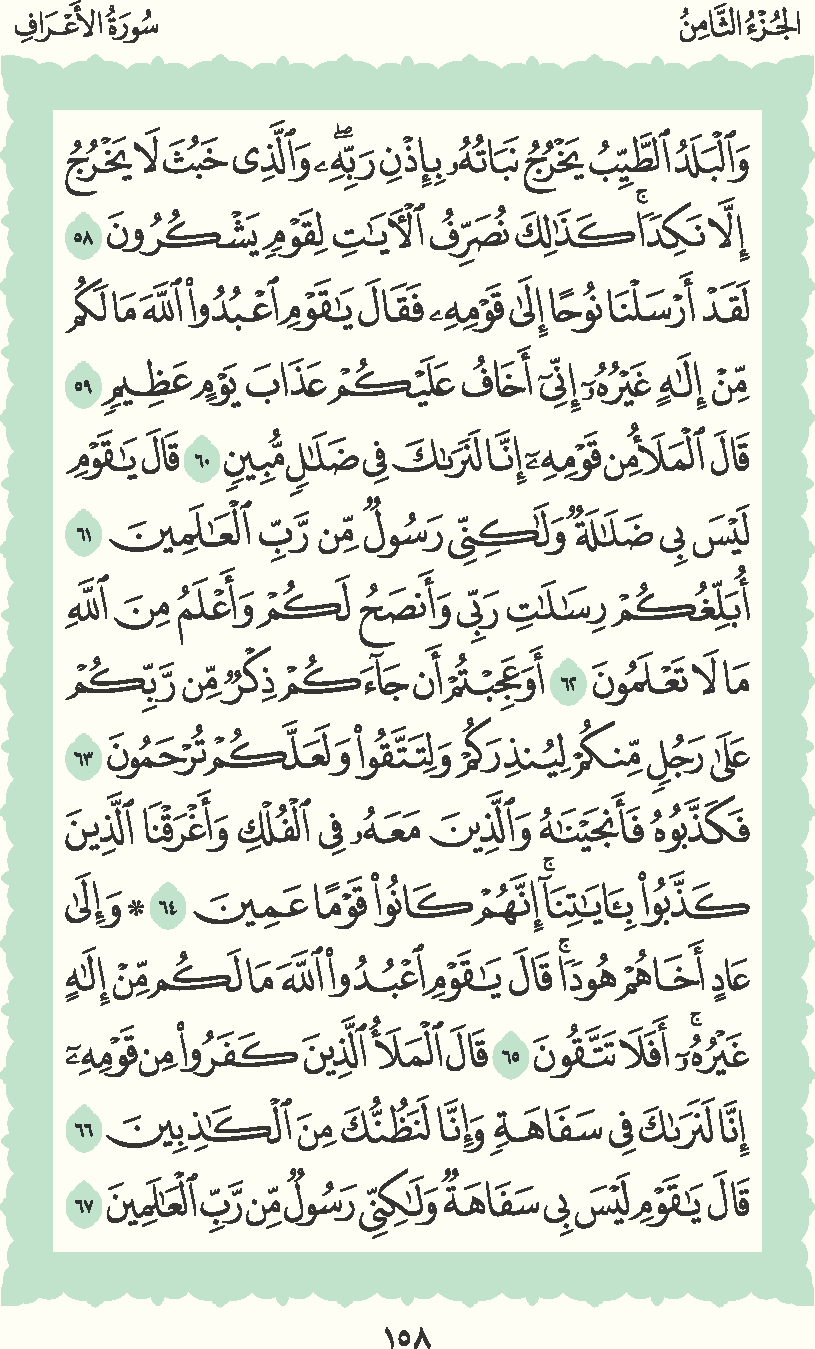 الجُزْءُ الثَّامِنُ
سُورَةُ الأَعْرَافِ
وَٱلْبَلَدُ ٱلطَّيِّبُ يَخْرُجُ نَبَاتُهُۥ بِإِذْنِ رَبِّهِۦۖ وَٱلَّذِى خَبُثَ لَا يَخْرُجُ
إِلَّا نَكِدٗاۚ كَذَٰلِكَ نُصَرِّفُ ٱلْأٓيَٰتِ لِقَوْمٖ يَشْكُرُونَ ٥٨
لَقَدْ أَرْسَلْنَا نُوحًا إِلَىٰ قَوْمِهِۦ فَقَالَ يَٰقَوْمِ ٱعْبُدُوا۟ ٱللَّهَ مَا لَكُم
مِّنْ إِلَٰهٍ غَيْرُهُۥٓ إِنِّىٓ أَخَافُ عَلَيْكُمْ عَذَابَ يَوْمٍ عَظِيمٖ ٥٩
قَالَ ٱلْمَلَأُ مِن قَوْمِهِۦٓ إِنَّا لَنَرَىٰكَ فِى ضَلَٰلٖ مُّبِينٖ ٦٠ قَالَ يَٰقَوْمِ
لَيْسَ بِى ضَلَٰلَةٞ وَلَٰكِنِّى رَسُولٞ مِّن رَّبِّ ٱلْعَٰلَمِينَ ٦١
أُبَلِّغُكُمْ رِسَٰلَٰتِ رَبِّى وَأَنصَحُ لَكُمْ وَأَعْلَمُ مِنَ ٱللَّهِ
مَا لَا تَعْلَمُونَ ٦٢ أَوَعَجِبْتُمْ أَن جَآءَكُمْ ذِكْرٞ مِّن رَّبِّكُمْ
عَلَىٰ رَجُلٖ مِّنكُمْ لِيُنذِرَكُمْ وَلِتَتَّقُوا۟ وَلَعَلَّكُمْ تُرْحَمُونَ ٦٣
فَكَذَّبُوهُ فَأَنجَيْنَٰهُ وَٱلَّذِينَ مَعَهُۥ فِى ٱلْفُلْكِ وَأَغْرَقْنَا ٱلَّذِينَ
كَذَّبُوا۟ بِـَٔايَٰتِنَآۚ إِنَّهُمْ كَانُوا۟ قَوْمًا عَمِينَ ٦٤ * وَإِلَىٰ
عَادٍ أَخَاهُمْ هُودٗاۚ قَالَ يَٰقَوْمِ ٱعْبُدُوا۟ ٱللَّهَ مَا لَكُم مِّنْ إِلَٰهٍ
غَيْرُهُۥٓۚ أَفَلَا تَتَّقُونَ ٦٥ قَالَ ٱلْمَلَأُ ٱلَّذِينَ كَفَرُوا۟ مِن قَوْمِهِۦٓ
إِنَّا لَنَرَىٰكَ فِى سَفَاهَةٖ وَإِنَّا لَنَظُنُّكَ مِنَ ٱلْكَٰذِبِينَ ٦٦
قَالَ يَٰقَوْمِ لَيْسَ بِى سَفَاهَةٞ وَلَٰكِنِّى رَسُولٞ مِّن رَّبِّ ٱلْعَٰلَمِينَ ٦٧
١٥٨